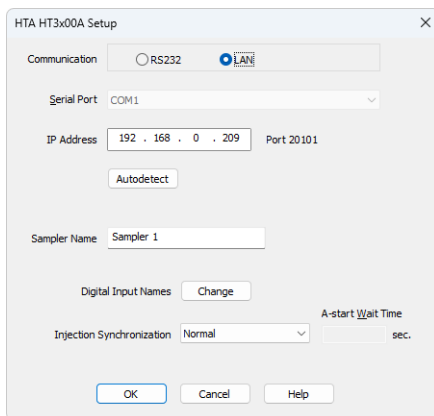 HTA HT3x00A Setup
Communication RS232 LAN
Serial Port COM1
IP Address 192 . 168 . 0 . 209 Port 20101
Autodetect
Sampler Name Sampler 1
Digital Input Names Change
A-start Wait Time
Injection Synchronization Normal sec.
OK Cancel Help